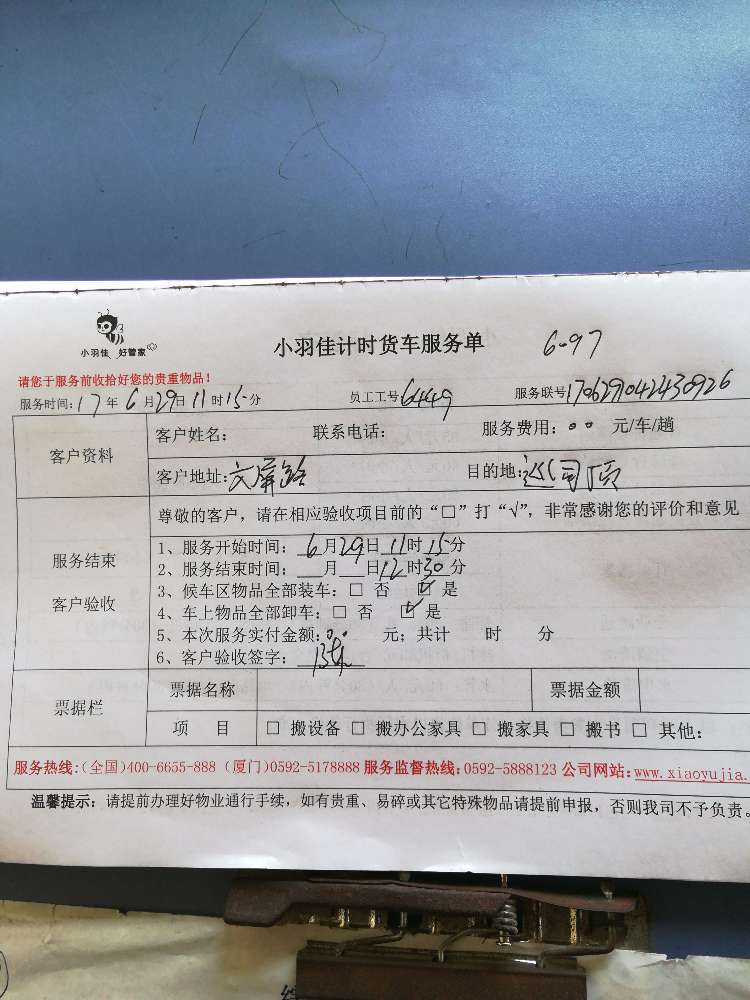 小羽佳 好管家
小羽佳计时货车服务单 6-97
请您于服务前收拾好您的贵重物品！
服务时间：17年6月29日11时15分 员工工号6449 服务联号1706291042430926
客户资料
客户姓名： 联系电话： 服务费用：00 元/车/趟
客户地址：文屏路 目的地：巡司顶
服务结束
客户验收
尊敬的客户，请在相应验收项目前的“□”打“√”，非常感谢您的评价和意见
1、服务开始时间：6月29日11时15分
2、服务结束时间：月 日12时30分
3、候车区物品全部装车：□ 否 ☑ 是
4、车上物品全部卸车：□ 否 ☑ 是
5、本次服务实付金额：0.0 元；共计 时 分
6、客户验收签字：
票据栏
票据名称 票据金额
项 目 □ 搬设备 □ 搬办公家具 □ 搬家具 □ 搬书 □ 其他：
服务热线：（全国）400-6655-888（厦门）0592-5178888 服务监督热线：0592-5888123 公司网站：www.xiaoyujia.
温馨提示：请提前办理好物业通行手续，如有贵重、易碎或其它特殊物品请提前申报，否则我司不予负责。